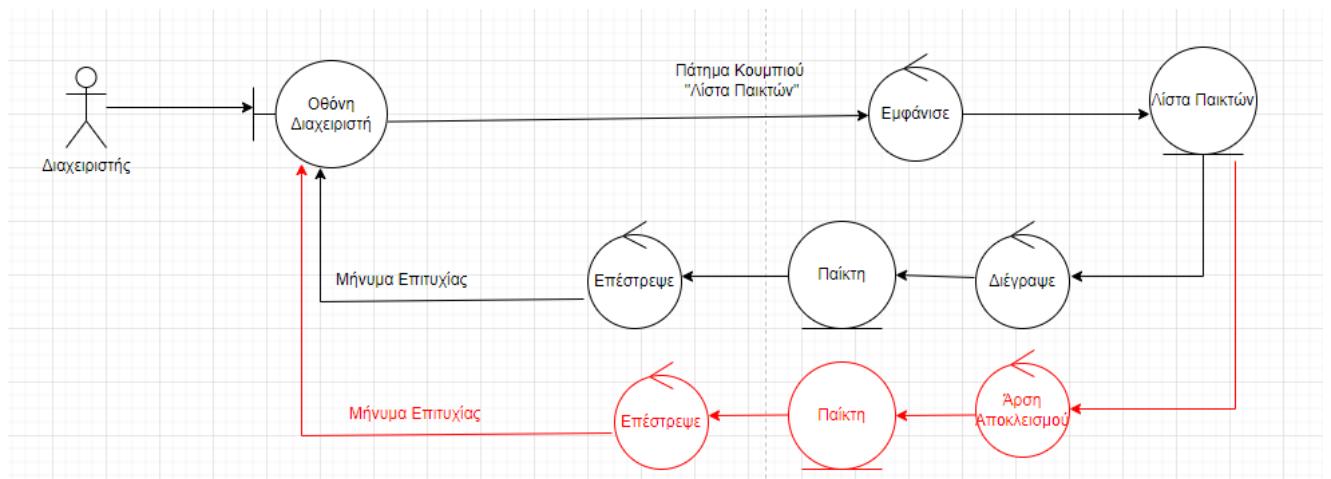 Πάτημα Κουμπιού
"Λίστα Παικτών"
Οθόνη
Διαχειριστή
Εμφάνισε
Λίστα Παικτών
Διαχειριστής
Μήνυμα Επιτυχίας
Επέστρεψε
Παίκτη
Διέγραψε
Μήνυμα Επιτυχίας
Επέστρεψε
Παίκτη
Άρση
Αποκλεισμού